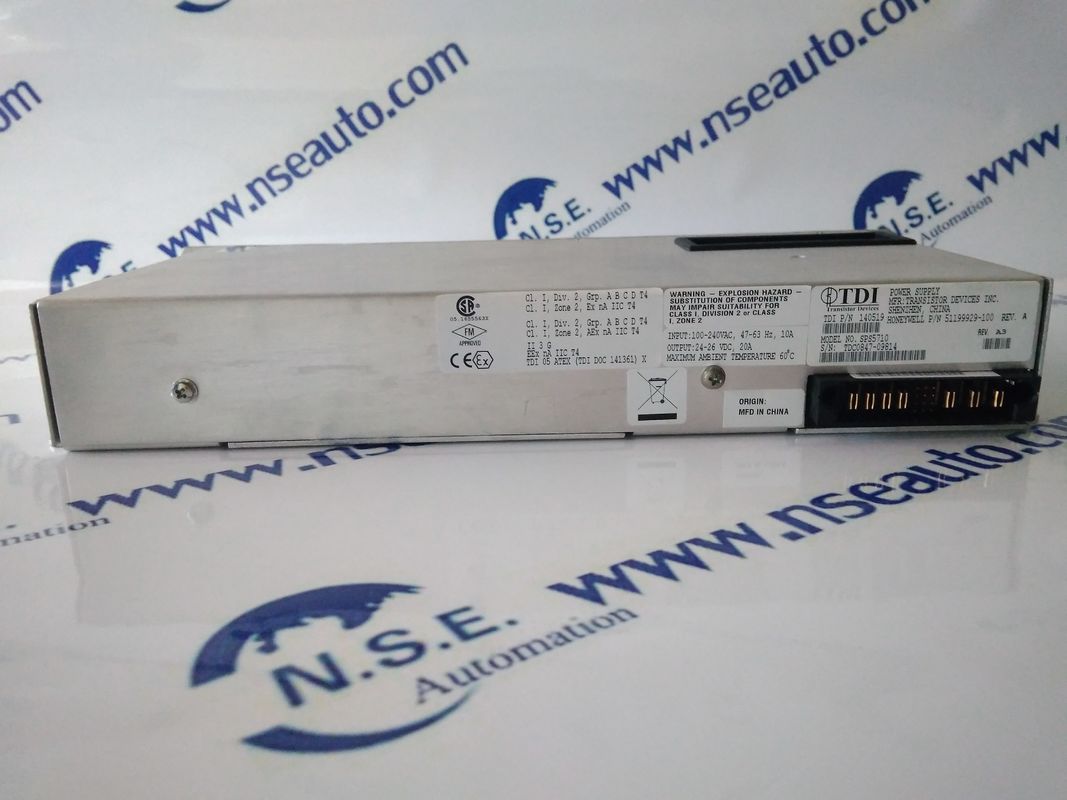 www.nseauto.com
www.nseauto.com
www.nseauto.com
N.S.E.
N.S.E.
Automation
Automation
Cl. I, Div. 2, Grp. A B C D T4
Cl. I, Zone 2, Ex nA IIC T4
Cl. I, Div. 2, Grp. A B C D T4
Cl. I, Zone 2, AEx nA IIC T4
II 3 G
EEx nA IIC T4
TDI 05 ATEX (TDI DOC 141361) X
FM
APPROVED
CE Ex
WARNING – EXPLOSION HAZARD –
SUBSTITUTION OF COMPONENTS
MAY IMPAIR SUITABILITY FOR
CLASS I, DIVISION 2 or CLASS
I, ZONE 2
INPUT:100-240VAC, 47-63 Hz, 10A
OUTPUT:24-26 VDC, 20A
MAXIMUM AMBIENT TEMPERATURE 60°C
TDI
Transistor Devices
POWER SUPPLY
MFR:TRANSISTOR DEVICES INC.
SHENZHEN, CHINA
TDI P/N 140519 HONEYWELL P/N 51199929-100 REV. A
MODEL NO. SPS5710 REV. A3
S/N: TDC0847-09814
ORIGIN:
MFD IN CHINA
www.nseauto.com
nation
N.S.E.
Automation
www.nseauto.com